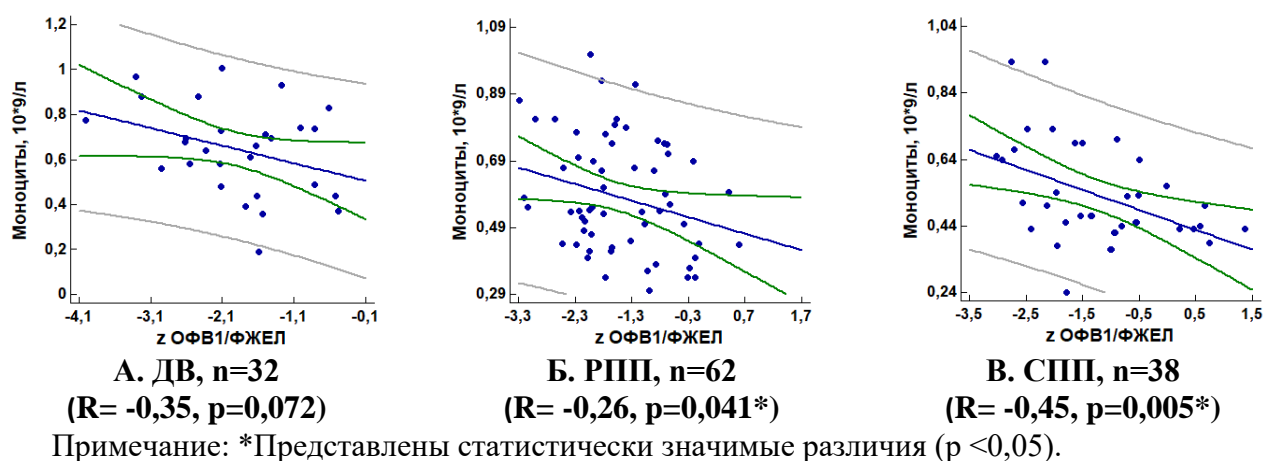 1,2
1
0,8
0,6
0,4
0,2
0
Моноциты, 10*9/л
-4,1 -3,1 -2,1 -1,1 -0,1
z ОФВ1/ФЖЕЛ
А. ДВ, n=32
(R= -0,35, p=0,072)
1,09
0,89
0,69
0,49
0,29
Моноциты, 10*9/л
-3,3 -2,3 -1,3 -0,3 0,7 1,7
z ОФВ1/ФЖЕЛ
Б. РПП, n=62
(R= -0,26, p=0,041*)
1,04
0,84
0,64
0,44
0,24
Моноциты, 10*9/л
-3,5 -2,5 -1,5 -0,5 0,5 1,5
z ОФВ1/ФЖЕЛ
В. СПП, n=38
(R= -0,45, p=0,005*)
Примечание: *Представлены статистически значимые различия (p <0,05).